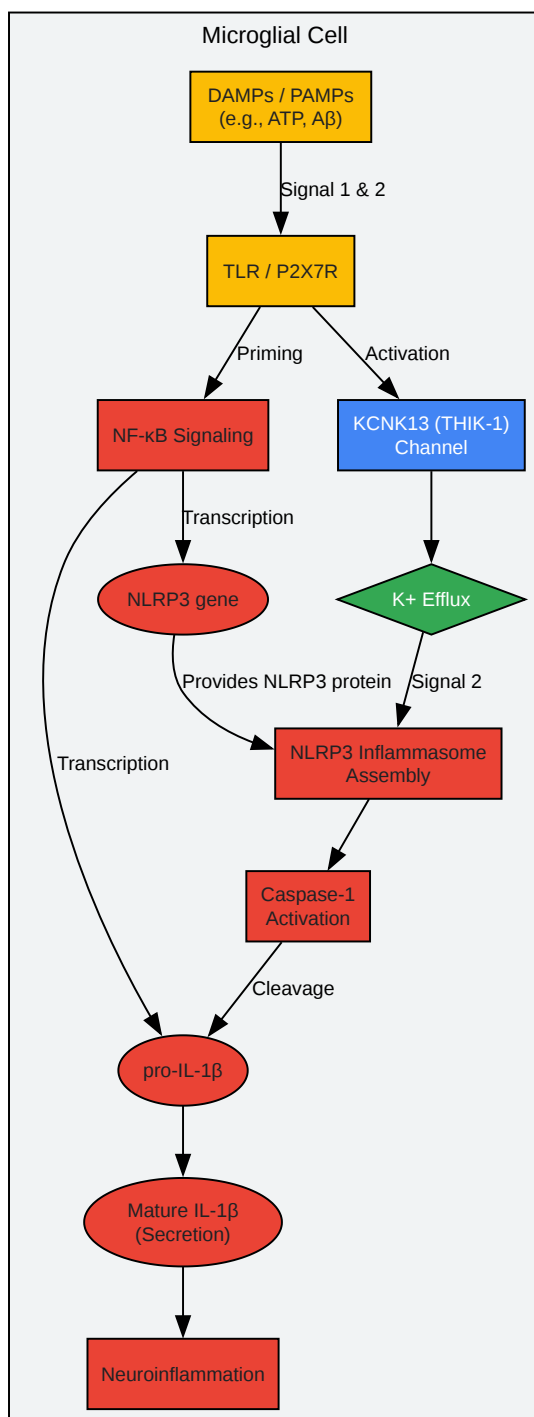 Microglial Cell
DAMPs / PAMPs
(e.g., ATP, Aβ)
Signal 1 & 2
TLR / P2X7R
Priming
Activation
NF-κB Signaling
KCNK13 (THIK-1)
Channel
Transcription
NLRP3 gene
K+ Efflux
Provides NLRP3 protein
Signal 2
Transcription
NLRP3 Inflammasome
Assembly
Caspase-1
Activation
Cleavage
pro-IL-1β
Mature IL-1β
(Secretion)
Neuroinflammation